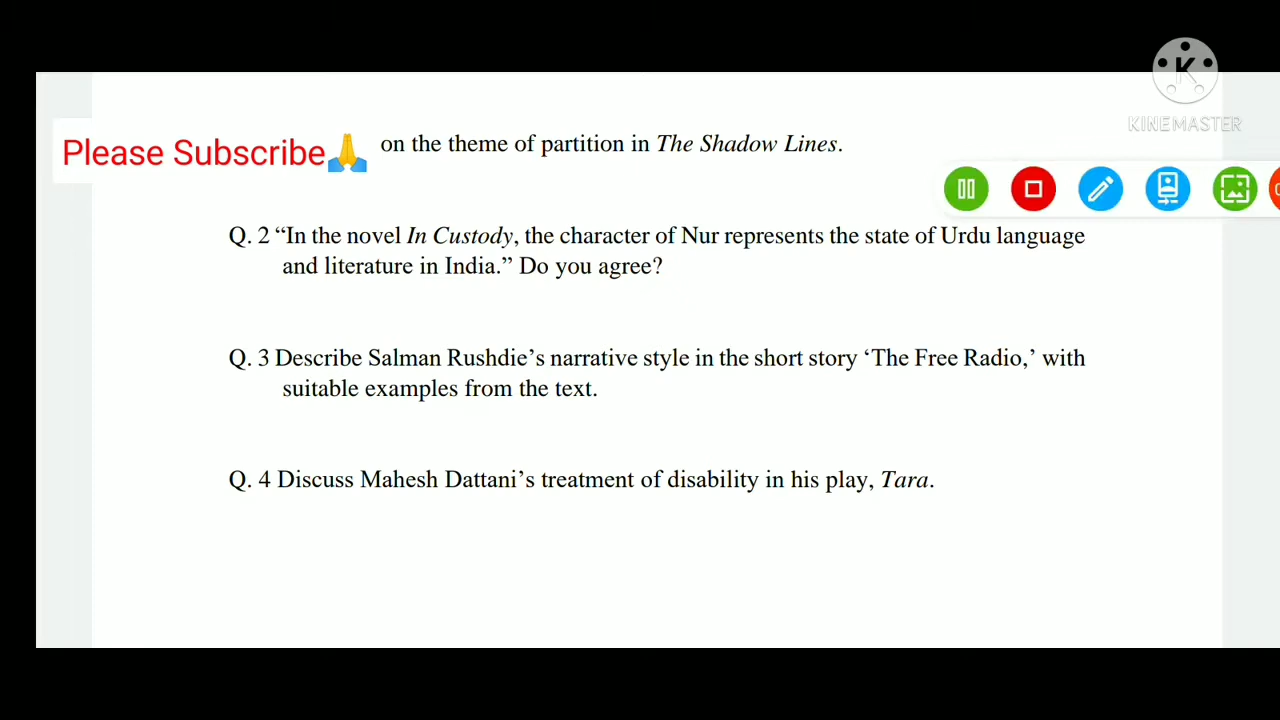 KINEMASTER
Please Subscribe🙏 on the theme of partition in The Shadow Lines.
Q. 2 “In the novel In Custody, the character of Nur represents the state of Urdu language
and literature in India.” Do you agree?
Q. 3 Describe Salman Rushdie’s narrative style in the short story ‘The Free Radio,’ with
suitable examples from the text.
Q. 4 Discuss Mahesh Dattani’s treatment of disability in his play, Tara.